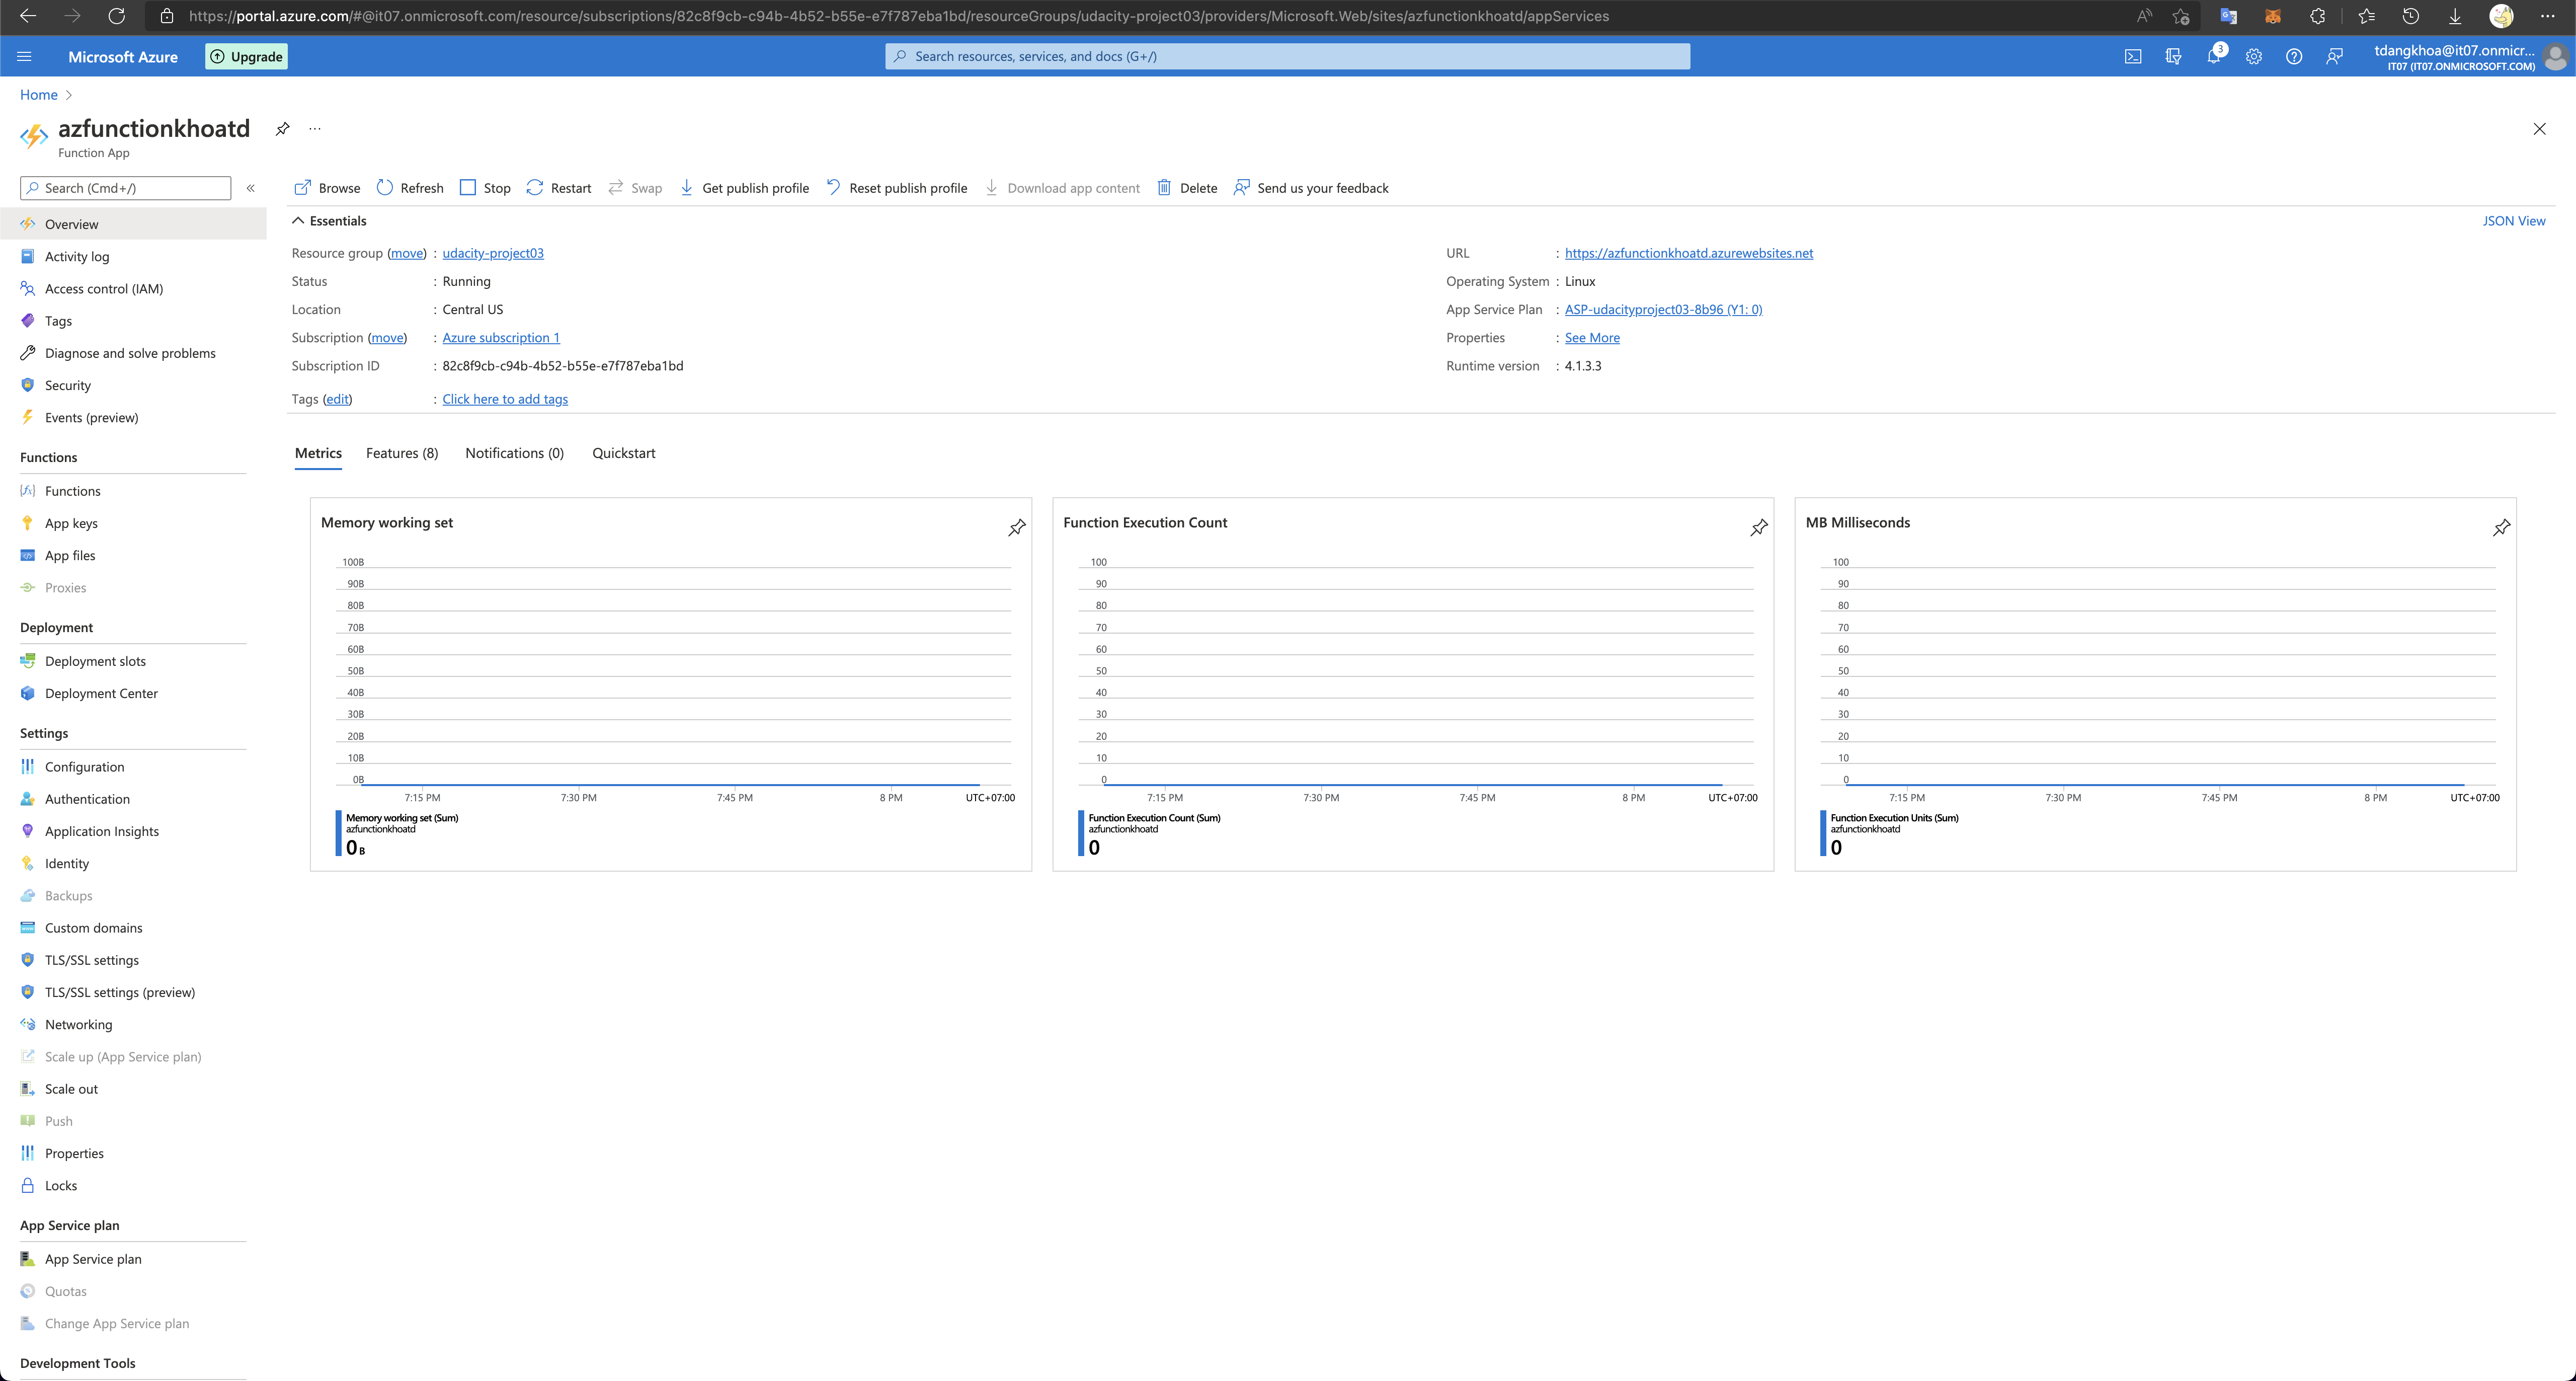 https://portal.azure.com/#@it07.onmicrosoft.com/resource/subscriptions/82c8f9cb-c94b-4b52-b55e-e7f787eba1bd/resourceGroups/udacity-project03/providers/Microsoft.Web/sites/azfunctionkhoatd/appServices
Microsoft Azure
Upgrade
Search resources, services, and docs (G+/)
3
tdangkhoa@it07.onmicr...
IT07 (IT07.ONMICROSOFT.COM)
Home
azfunctionkhoatd
Function App
Search (Cmd+/)
«
Browse Refresh Stop Restart Swap Get publish profile Reset publish profile Download app content Delete Send us your feedback
Overview
Activity log
Access control (IAM)
Tags
Diagnose and solve problems
Security
Events (preview)
Functions
Functions
App keys
App files
Proxies
Deployment
Deployment slots
Deployment Center
Settings
Configuration
Authentication
Application Insights
Identity
Backups
Custom domains
TLS/SSL settings
TLS/SSL settings (preview)
Networking
Scale up (App Service plan)
Scale out
Push
Properties
Locks
App Service plan
App Service plan
Quotas
Change App Service plan
Development Tools
Essentials
JSON View
Resource group (move) : udacity-project03
Status : Running
Location : Central US
Subscription (move) : Azure subscription 1
Subscription ID : 82c8f9cb-c94b-4b52-b55e-e7f787eba1bd
Tags (edit) : Click here to add tags
URL : https://azfunctionkhoatd.azurewebsites.net
Operating System : Linux
App Service Plan : ASP-udacityproject03-8b96 (Y1: 0)
Properties : See More
Runtime version : 4.1.3.3
Metrics Features (8) Notifications (0) Quickstart
Memory working set
100B
90B
80B
70B
60B
50B
40B
30B
20B
10B
0B
7:15 PM 7:30 PM 7:45 PM 8 PM UTC+07:00
Memory working set (Sum)
azfunctionkhoatd
0 B
Function Execution Count
100
90
80
70
60
50
40
30
20
10
0
7:15 PM 7:30 PM 7:45 PM 8 PM UTC+07:00
Function Execution Count (Sum)
azfunctionkhoatd
0
MB Milliseconds
100
90
80
70
60
50
40
30
20
10
0
7:15 PM 7:30 PM 7:45 PM 8 PM UTC+07:00
Function Execution Units (Sum)
azfunctionkhoatd
0